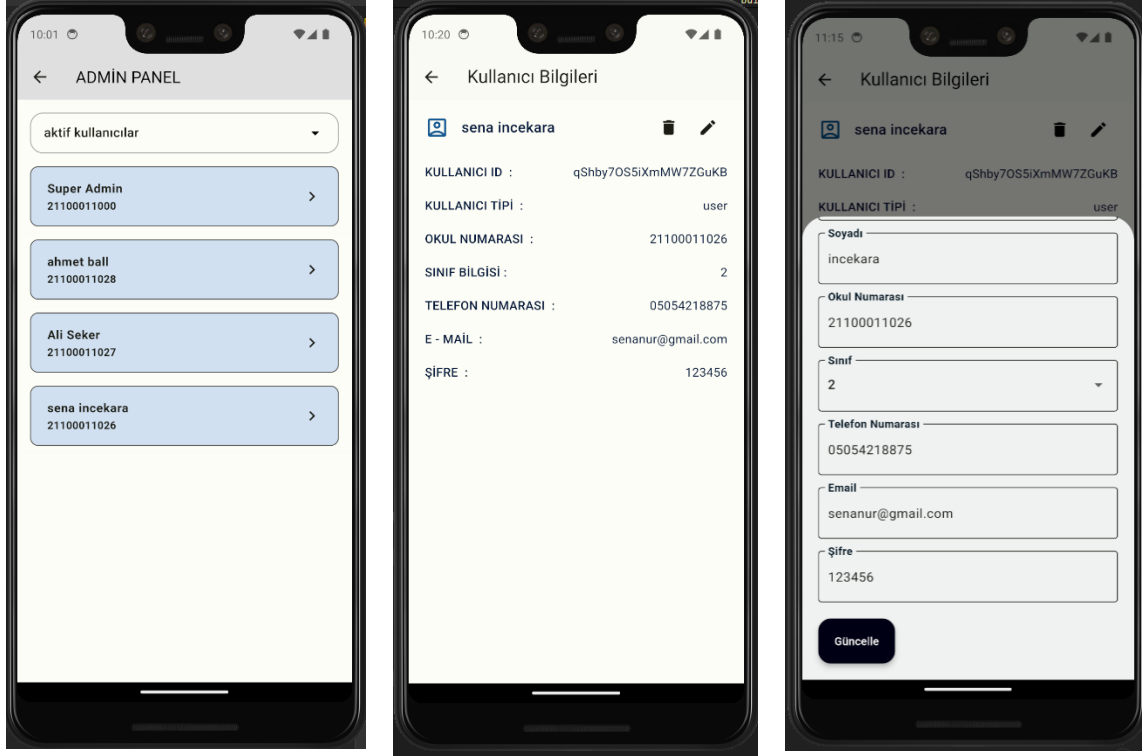 10:01
ADMİN PANEL
aktif kullanıcılar
Super Admin
21100011000
ahmet ball
21100011028
Ali Seker
21100011027
sena incekara
21100011026
10:20
Kullanıcı Bilgileri
sena incekara
KULLANICI ID : qShby7OS5iXmMW7ZGuKB
KULLANICI TİPİ : user
OKUL NUMARASI : 21100011026
SINIF BİLGİSİ : 2
TELEFON NUMARASI : 05054218875
E - MAİL : senanur@gmail.com
ŞİFRE : 123456
11:15
Kullanıcı Bilgileri
sena incekara
KULLANICI ID : qShby7OS5iXmMW7ZGuKB
KULLANICI TİPİ : user
Soyadı
incekara
Okul Numarası
21100011026
Sınıf
2
Telefon Numarası
05054218875
Email
senanur@gmail.com
Şifre
123456
Güncelle